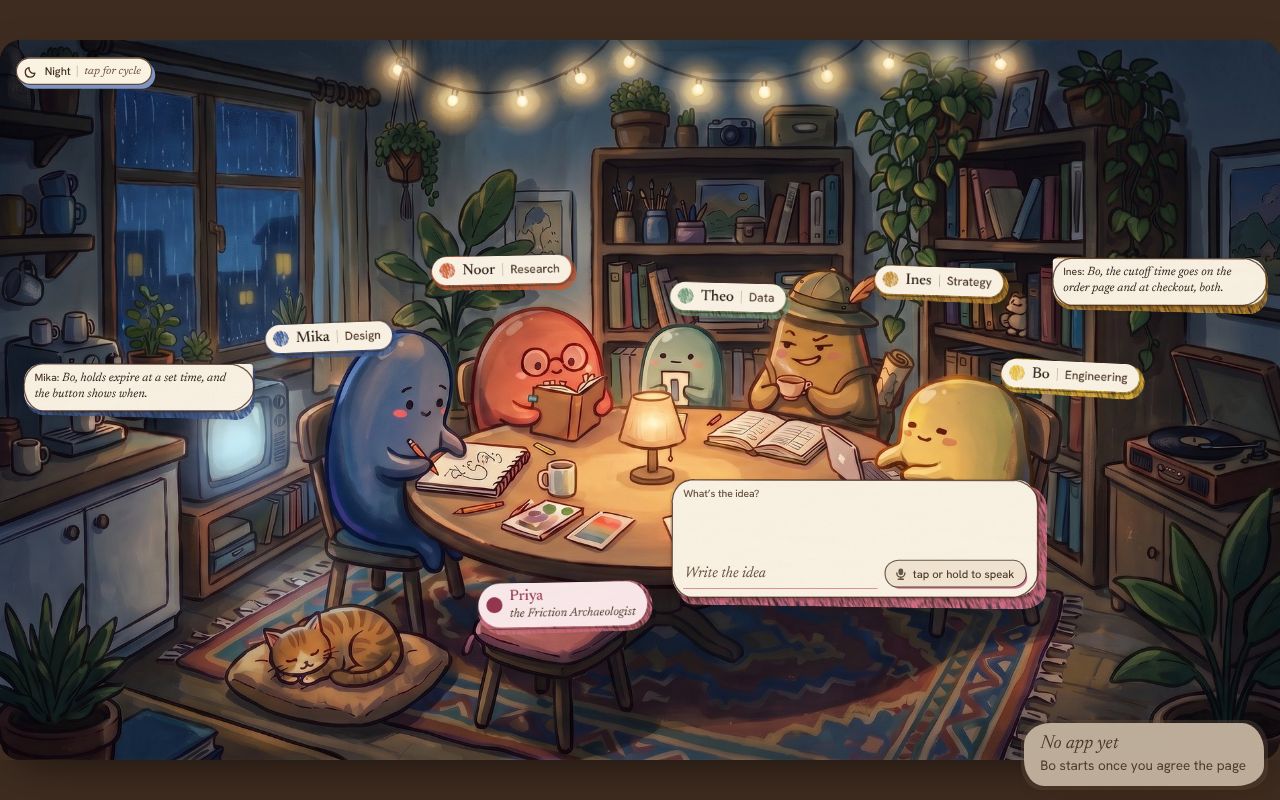 Night
tap for cycle
Noor
Research
Theo
Data
Ines
Strategy
Ines: Bo, the cutoff time goes on the
order page and at checkout, both.
Mika
Design
Mika: Bo, holds expire at a set time, and
the button shows when.
Bo
Engineering
What's the idea?
Write the idea
tap or hold to speak
Priya
the Friction Archaeologist
No app yet
Bo starts once you agree the page